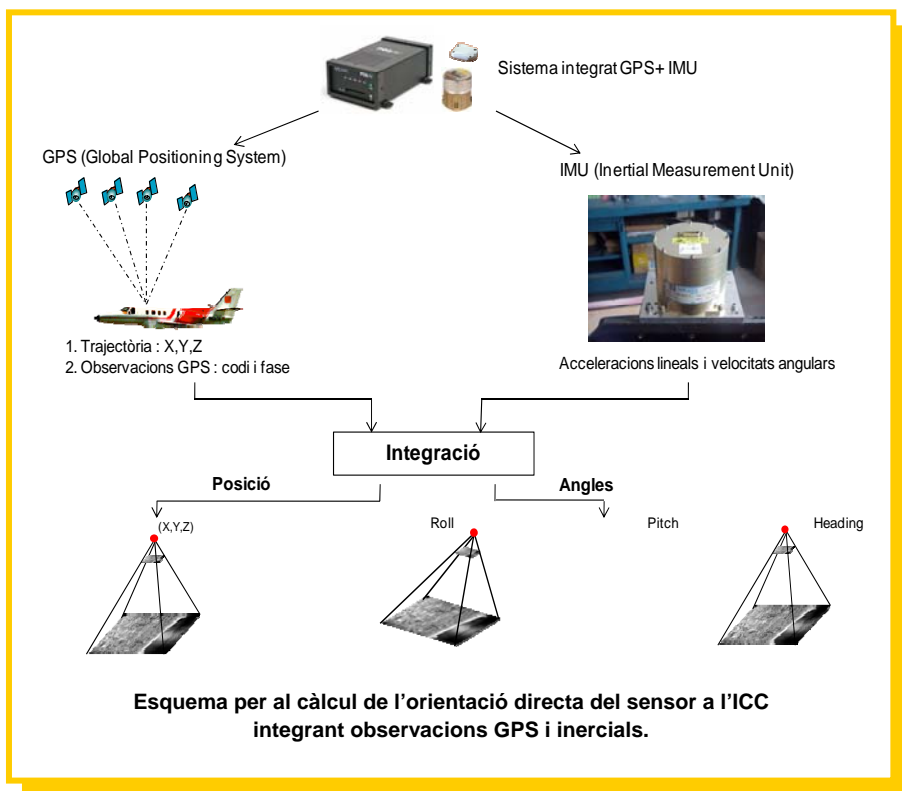 Sistema integrat GPS+ IMU
GPS (Global Positioning System)
IMU (Inertial Measurement Unit)
1. Trajectòria : X,Y,Z
2. Observacions GPS : codi i fase
Acceleracions lineals i velocitats angulars
Integració
Posició
Angles
(X,Y,Z)
Roll
Pitch
Heading
Esquema per al càlcul de l’orientació directa del sensor a l’ICC
integrant observacions GPS i inercials.